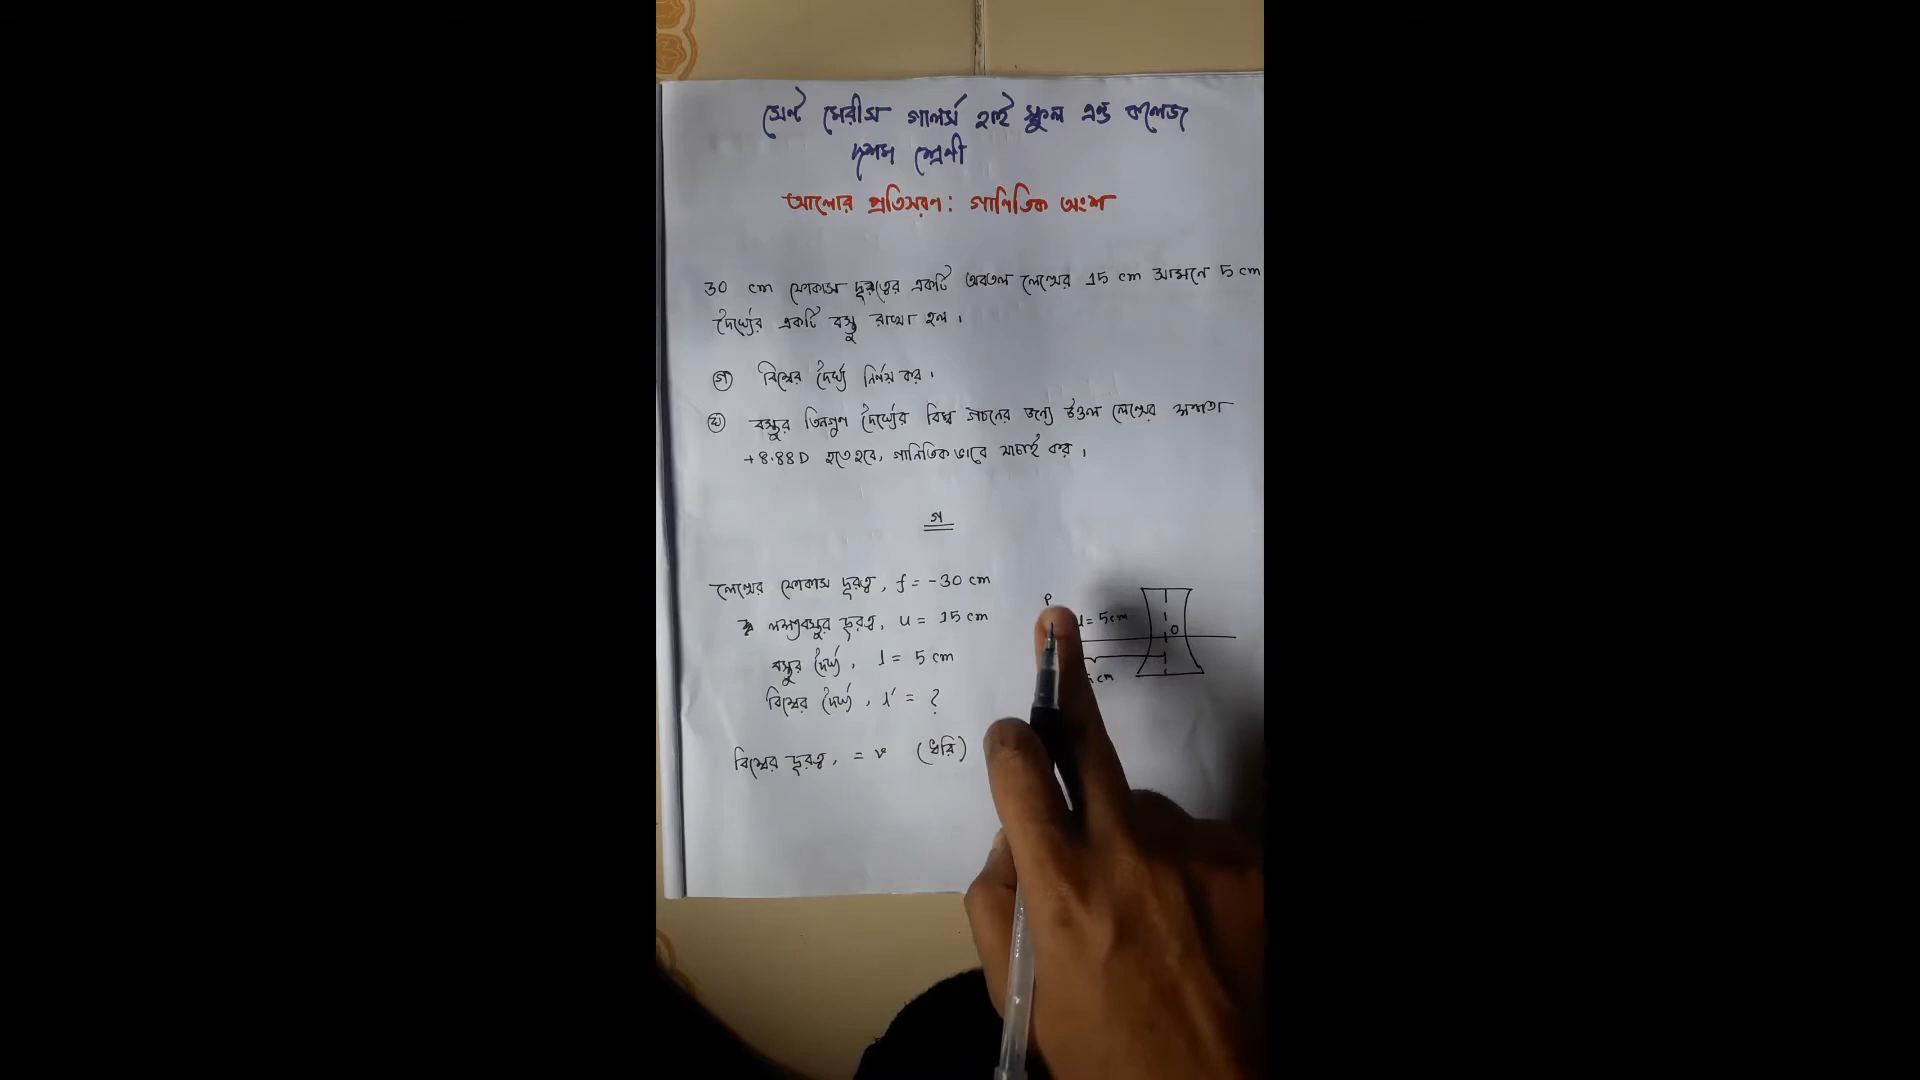 সেন্ট মেরীস গার্লস হাই স্কুল এন্ড কলেজ
দশম শ্রেণী
আলোর প্রতিসরণ: গাণিতিক অংশ
30 cm ফোকাস দূরত্বের একটি অবতল লেন্সের 15 cm সামনে 5 cm
দৈর্ঘ্যের একটি বস্তু রাখা হল।
গ বিম্বের দৈর্ঘ্য নির্ণয় কর।
ঘ বস্তুর তিনগুণ দৈর্ঘ্যের বিম্ব গঠনের জন্যে উত্তল লেন্সের ক্ষমতা
+8.88D হতে হবে, গাণিতিক ভাবে যাচাই কর।
গ
লেন্সের ফোকাস দূরত্ব, f = -30 cm
লক্ষ্যবস্তুর দূরত্ব, u = 15 cm
বস্তুর দৈর্ঘ্য, l = 5 cm
বিম্বের দৈর্ঘ্য, l' = ?
বিম্বের দূরত্ব, = v (ধরি)
P
= 5cm
O
cm